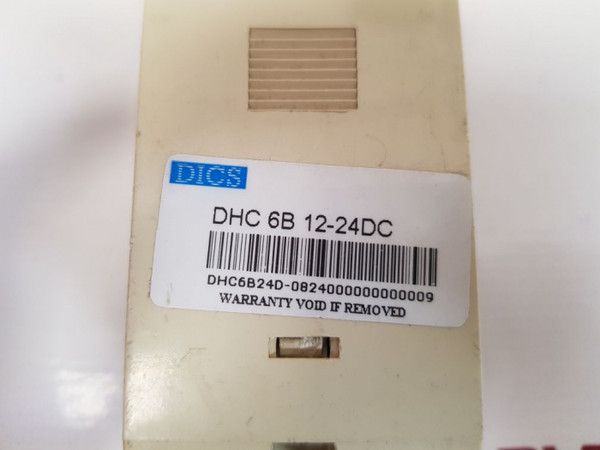 DICS
DHC 6B 12-24DC
DHC6B24D-0824000000000009
WARRANTY VOID IF REMOVED